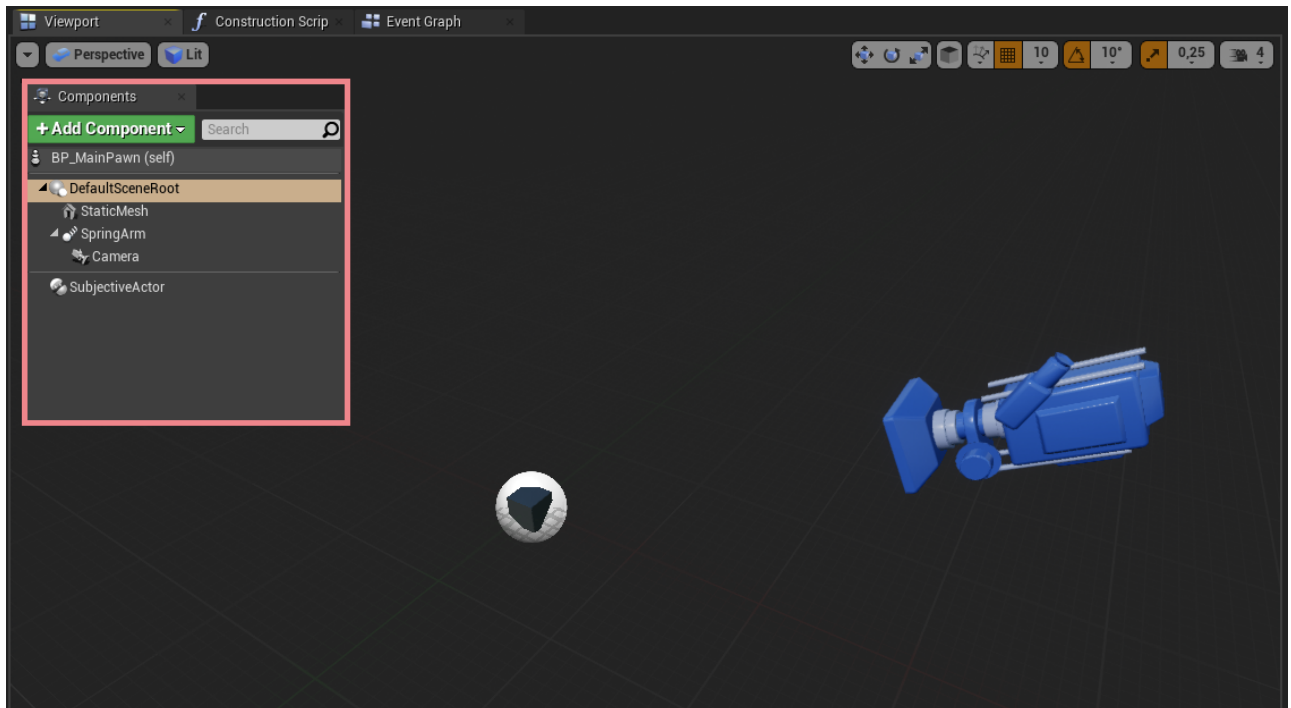 Viewport Construction Scrip Event Graph
Perspective Lit 10 10° 0,25 4
Components
+Add Component Search
BP_MainPawn (self)
DefaultSceneRoot
StaticMesh
SpringArm
Camera
SubjectiveActor